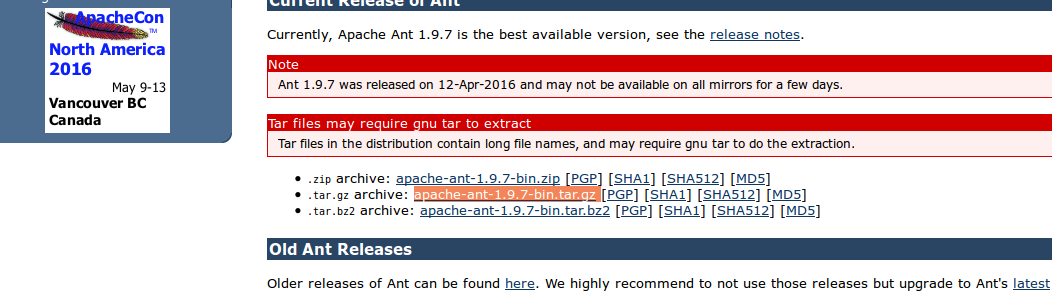 ApacheCon
TM
North America
2016
May 9-13
Vancouver BC
Canada
Current Release of Ant
Currently, Apache Ant 1.9.7 is the best available version, see the release notes.
Note
Ant 1.9.7 was released on 12-Apr-2016 and may not be available on all mirrors for a few days.
Tar files may require gnu tar to extract
Tar files in the distribution contain long file names, and may require gnu tar to do the extraction.
• .zip archive: apache-ant-1.9.7-bin.zip [PGP] [SHA1] [SHA512] [MD5]
• .tar.gz archive: apache-ant-1.9.7-bin.tar.gz [PGP] [SHA1] [SHA512] [MD5]
• .tar.bz2 archive: apache-ant-1.9.7-bin.tar.bz2 [PGP] [SHA1] [SHA512] [MD5]
Old Ant Releases
Older releases of Ant can be found here. We highly recommend to not use those releases but upgrade to Ant's latest